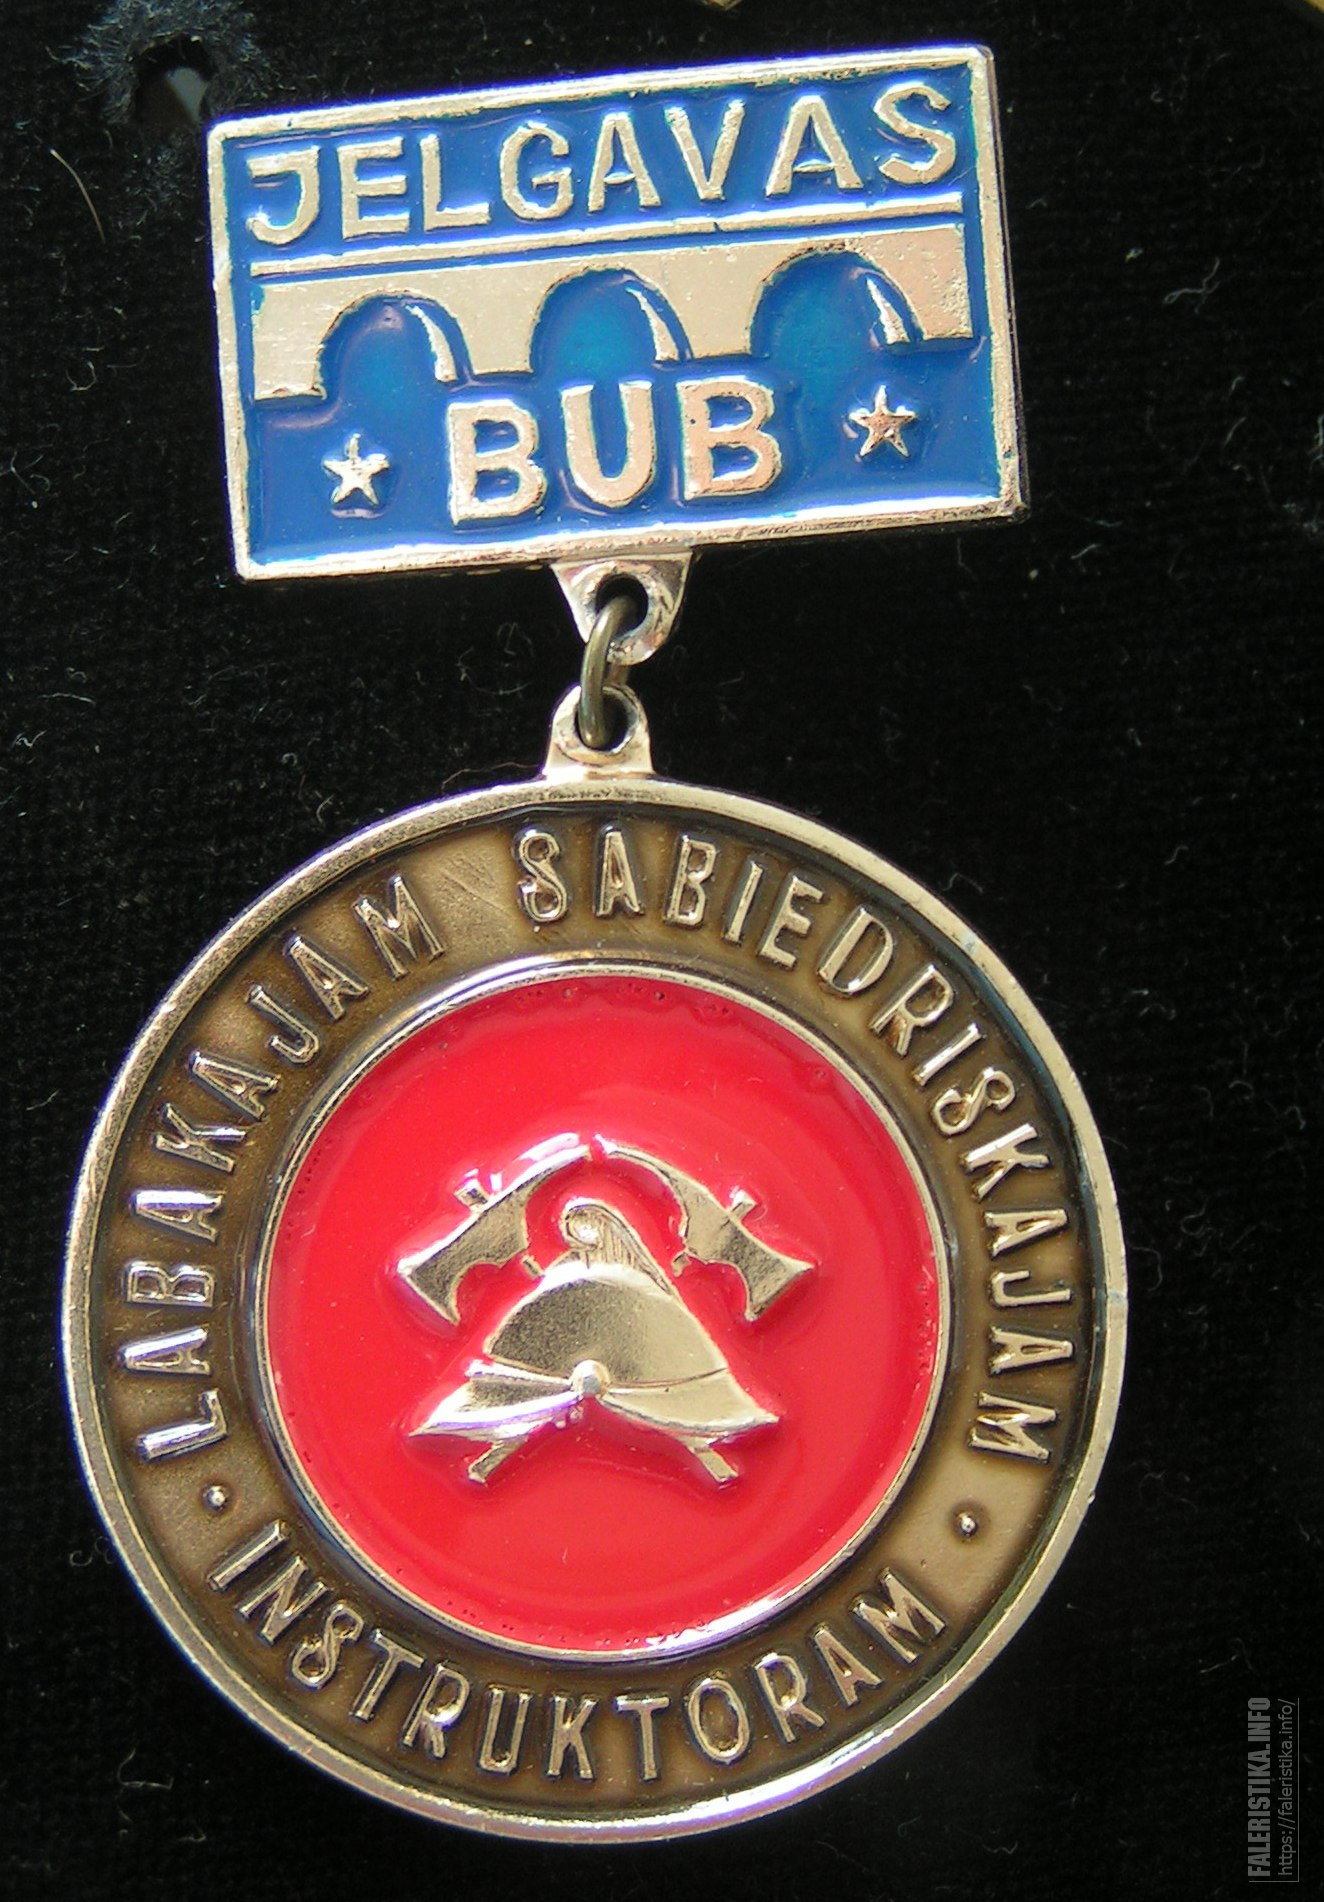 JELGAVAS
BUB
LABAKAJAM SABIEDRISKAJAM
INSTRUKTORAM
FALERISTIKA.INFO
https://faleristika.info/